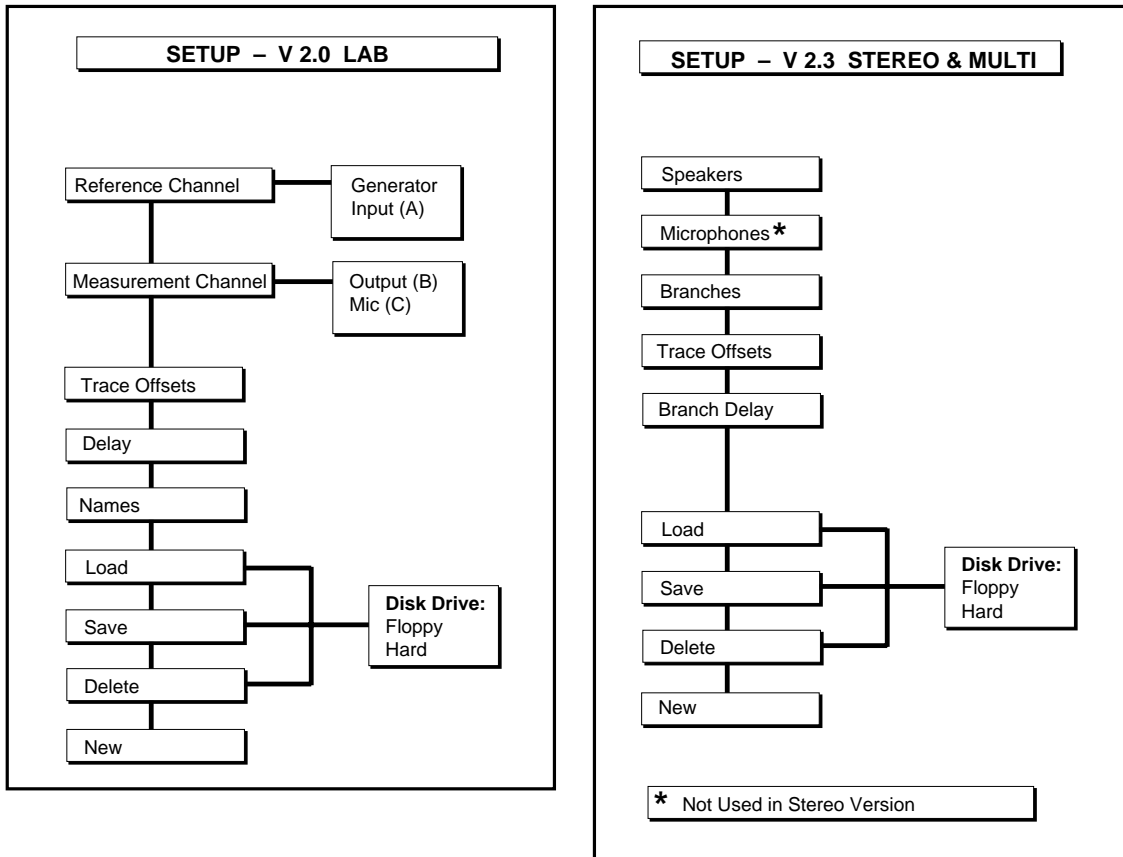 SETUP – V 2.0 LAB
Reference Channel
Generator
Input (A)
Measurement Channel
Output (B)
Mic (C)
Trace Offsets
Delay
Names
Load
Save
Delete
New
Disk Drive:
Floppy
Hard
SETUP – V 2.3 STEREO & MULTI
Speakers
Microphones *
Branches
Trace Offsets
Branch Delay
Load
Save
Delete
New
Disk Drive:
Floppy
Hard
* Not Used in Stereo Version